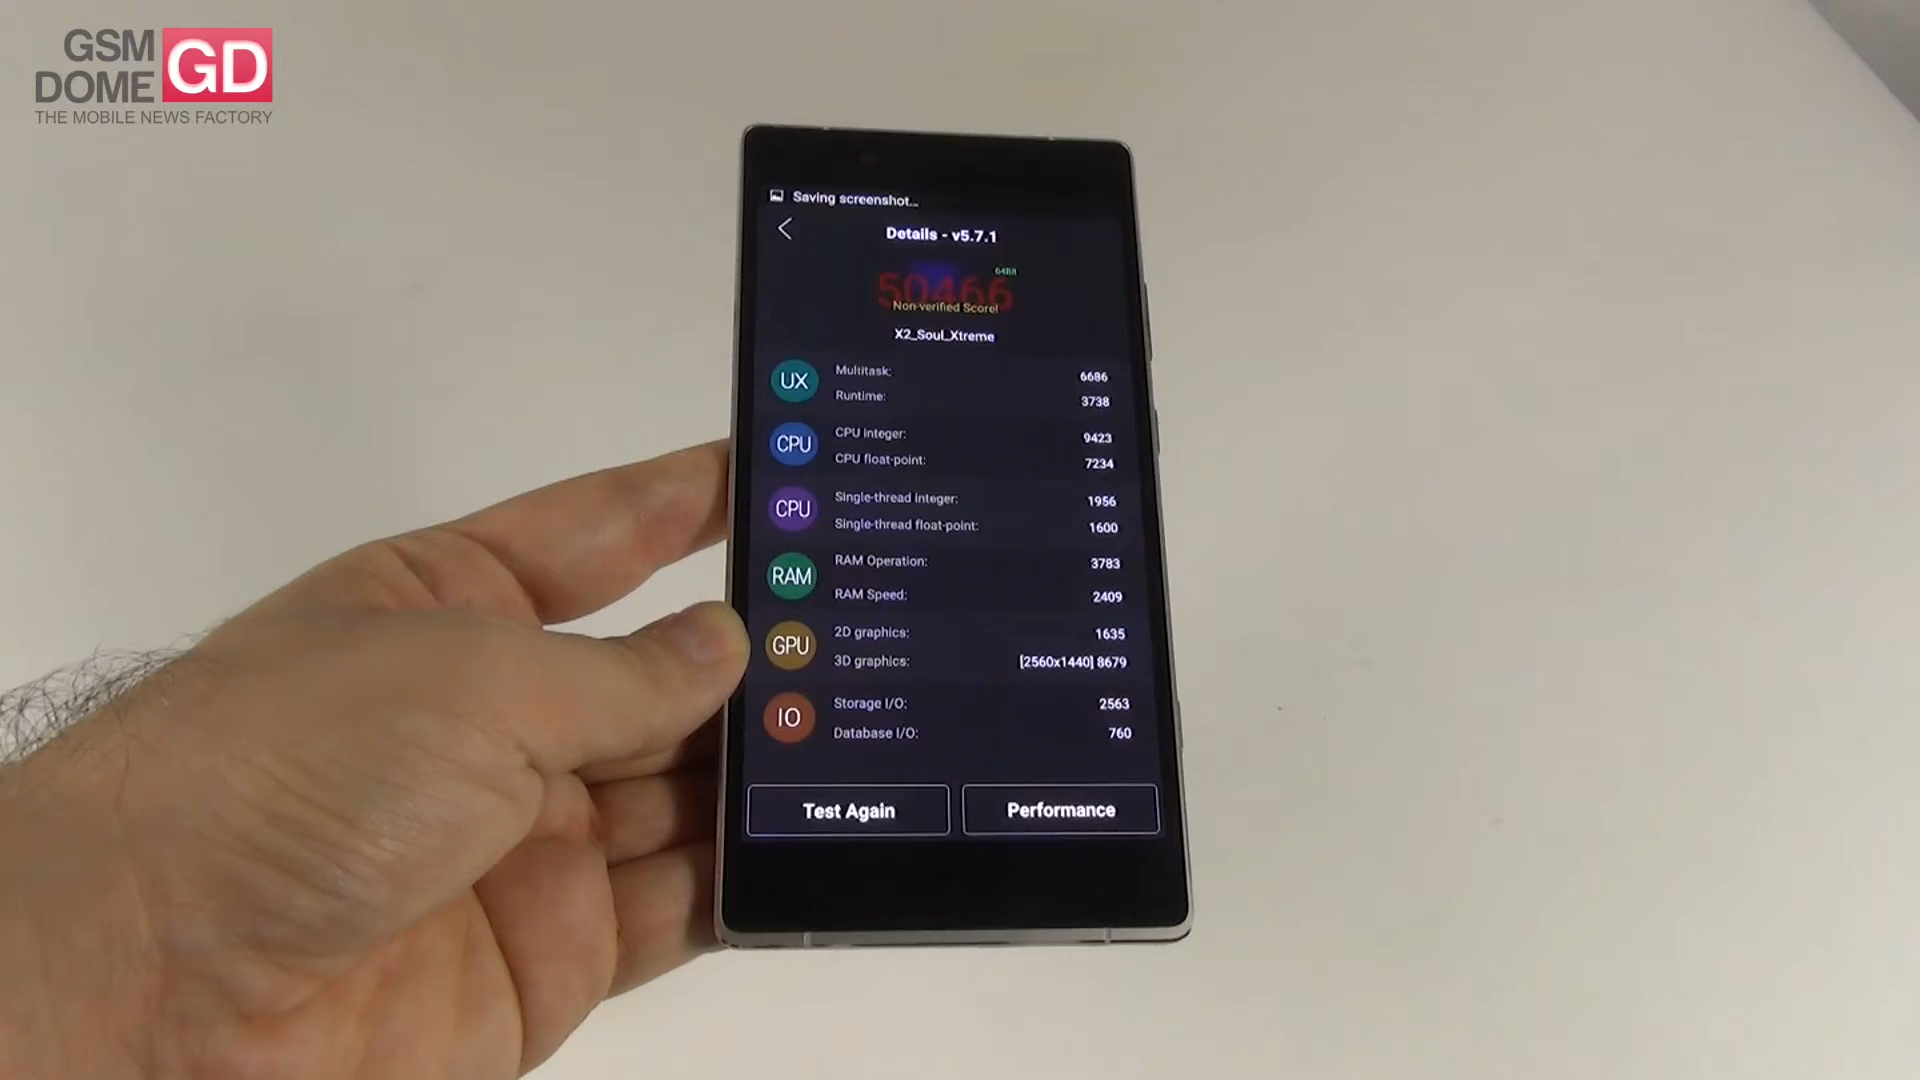 GSM
DOME GD
THE MOBILE NEWS FACTORY
Saving screenshot...
Details - v5.7.1
64Bit
50466
Non-verified Score!
X2_Soul_Xtreme
UX
Multitask: 6686
Runtime: 3738
CPU
CPU integer: 9423
CPU float-point: 7234
CPU
Single-thread integer: 1956
Single-thread float-point: 1600
RAM
RAM Operation: 3783
RAM Speed: 2409
GPU
2D graphics: 1635
3D graphics: [2560x1440] 8679
IO
Storage I/O: 2563
Database I/O: 760
Test Again Performance